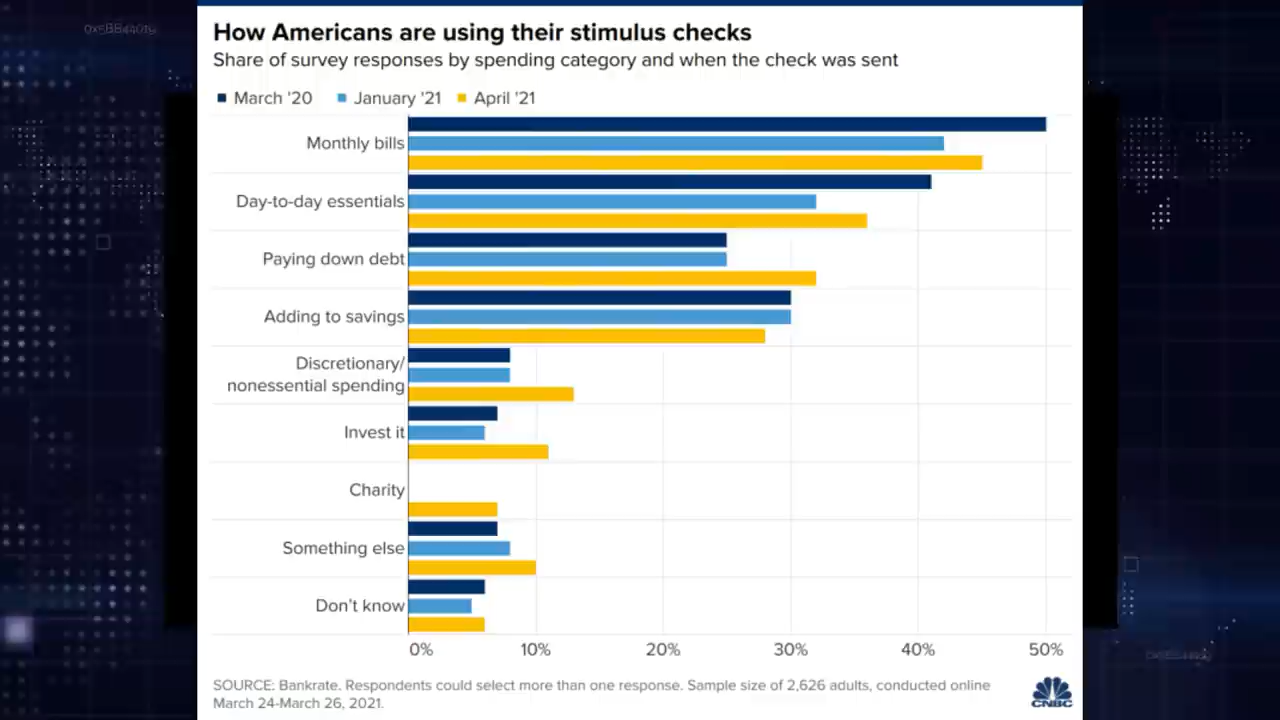 How Americans are using their stimulus checks
Share of survey responses by spending category and when the check was sent
March '20 January '21 April '21
Monthly bills
Day-to-day essentials
Paying down debt
Adding to savings
Discretionary/
nonessential spending
Invest it
Charity
Something else
Don't know
0% 10% 20% 30% 40% 50%
SOURCE: Bankrate. Respondents could select more than one response. Sample size of 2,626 adults, conducted online
March 24-March 26, 2021.
CNBC